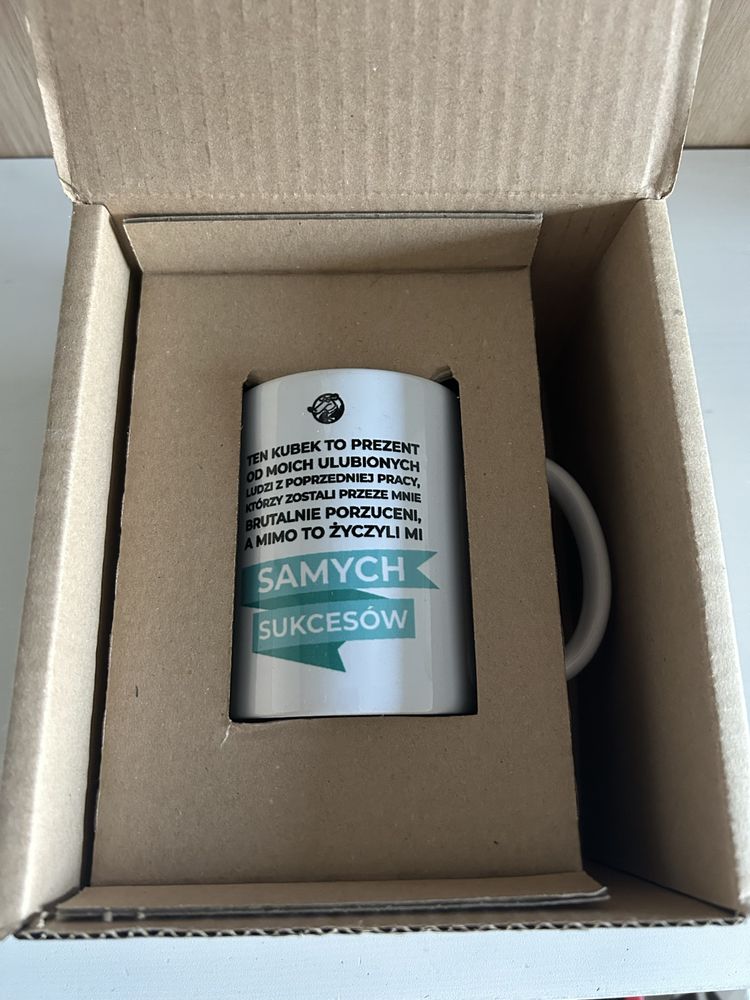 TEN KUBEK TO PREZENT
OD MOICH ULUBIONYCH
LUDZI Z POPRZEDNIEJ PRACY,
KTÓRZY ZOSTALI PRZEZE MNIE
BRUTALNIE PORZUCENI,
A MIMO TO ŻYCZYLI MI
SAMYCH
SUKCESÓW